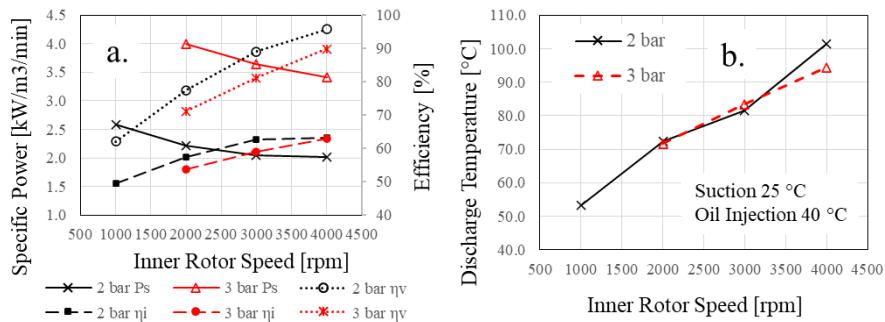 a.
4.5
4.0
3.5
3.0
2.5
2.0
1.5
1.0
Specific Power [kW/m3/min]
100
90
80
70
60
50
40
Efficiency [%]
500 1000 1500 2000 2500 3000 3500 4000 4500
Inner Rotor Speed [rpm]
2 bar Ps 3 bar Ps 2 bar ηv
2 bar ηi 3 bar ηi 3 bar ηv
b.
2 bar
3 bar
110.0
100.0
90.0
80.0
70.0
60.0
50.0
40.0
Discharge Temperature [°C]
Suction 25 °C
Oil Injection 40 °C
500 1000 1500 2000 2500 3000 3500 4000 4500
Inner Rotor Speed [rpm]